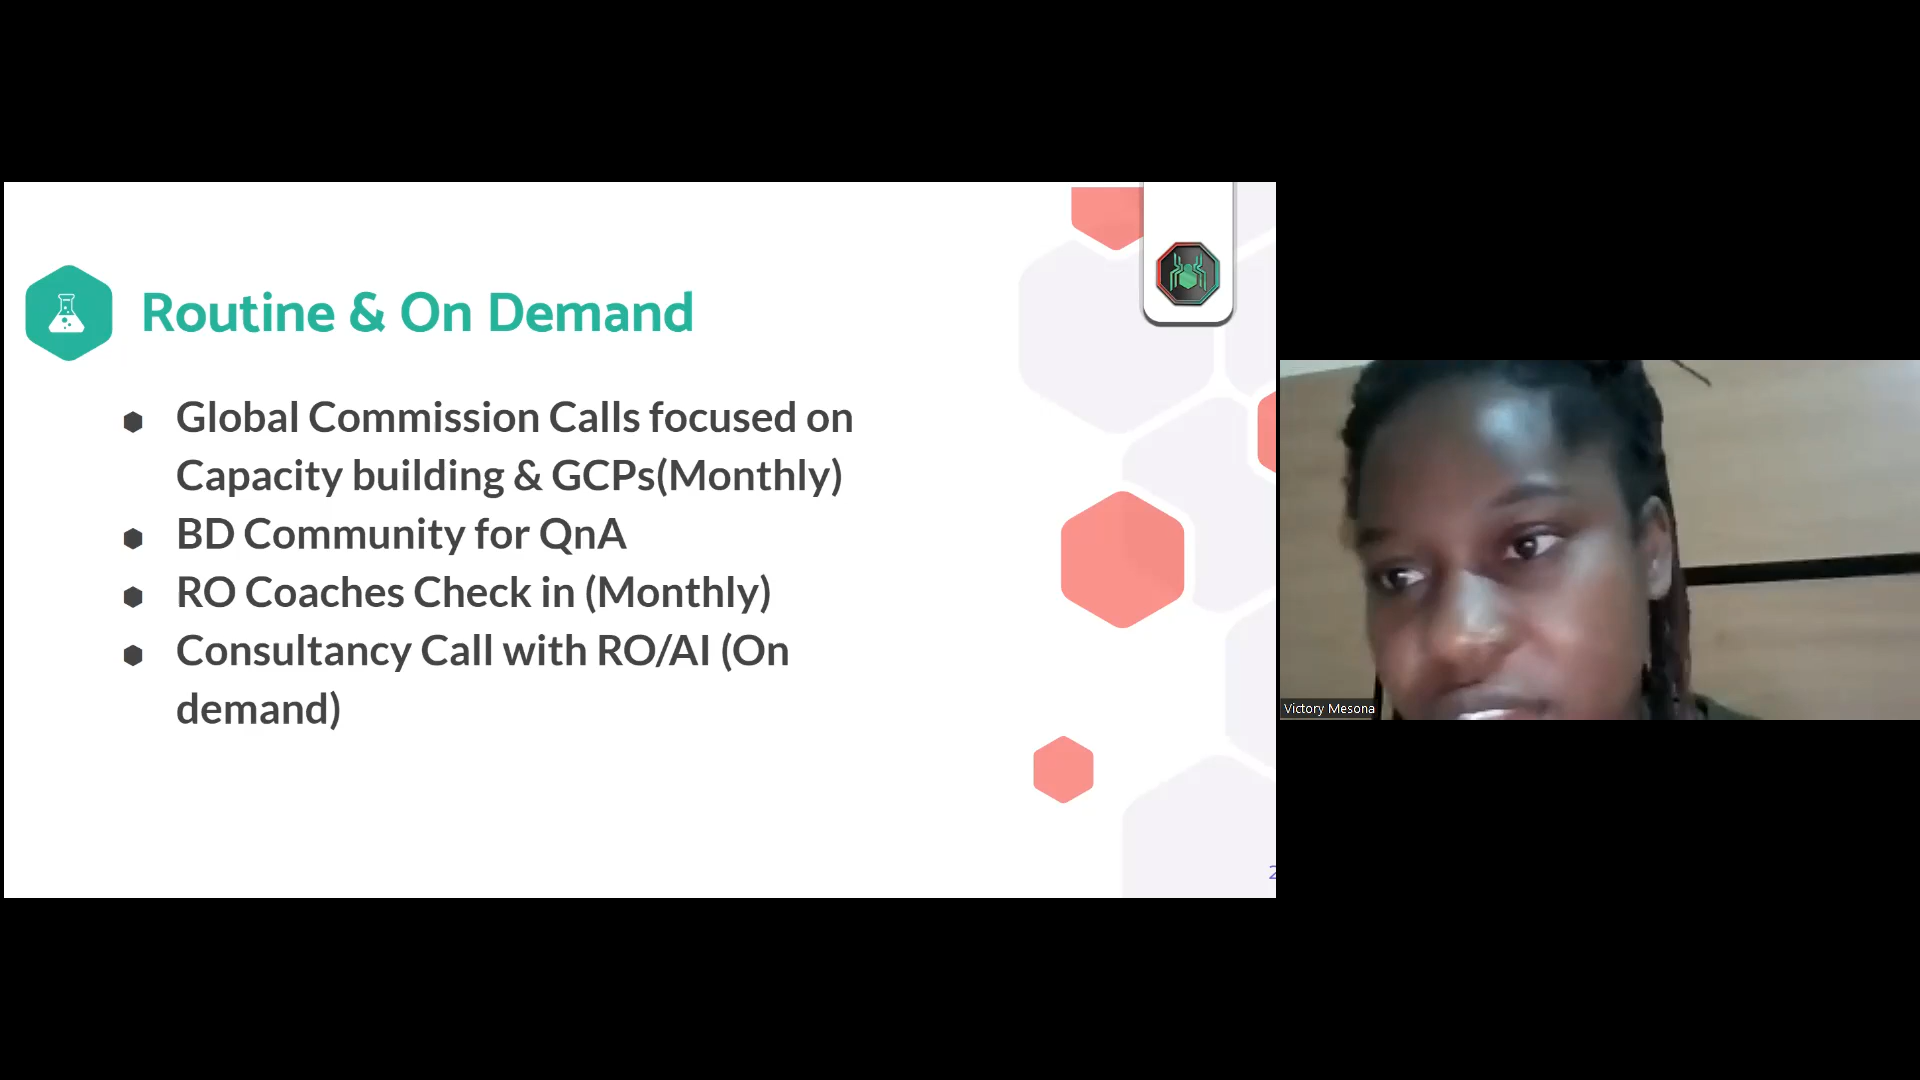 Routine & On Demand
Global Commission Calls focused on
Capacity building & GCPs(Monthly)
BD Community for QnA
RO Coaches Check in (Monthly)
Consultancy Call with RO/AI (On
demand)
Victory Mesona